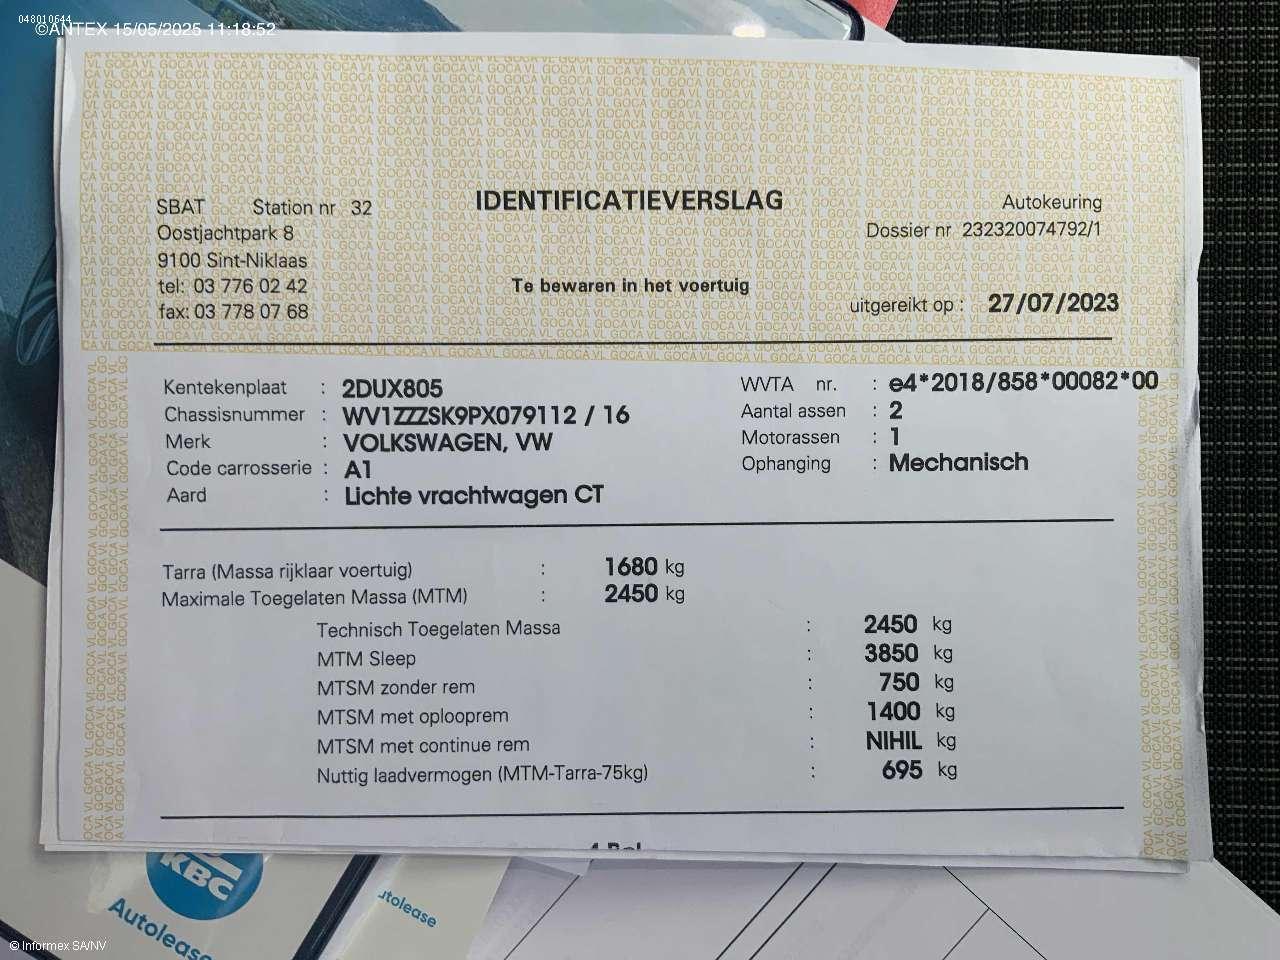 048010644
©ANTEX 15/05/2025 11:18:52
SBAT Station nr 32
Oostjachtpark 8
9100 Sint-Niklaas
tel: 03 776 02 42
fax: 03 778 07 68
IDENTIFICATIEVERSLAG
Te bewaren in het voertuig
Autokeuring
Dossier nr 232320074792/1
uitgereikt op : 27/07/2023
Kentekenplaat : 2DUX805
Chassisnummer : WV1ZZZSK9PX079112 / 16
Merk : VOLKSWAGEN, VW
Code carrosserie : A1
Aard : Lichte vrachtwagen CT
WVTA nr. : e4*2018/858*00082*00
Aantal assen : 2
Motorassen : 1
Ophanging : Mechanisch
Tarra (Massa rijklaar voertuig) : 1680 kg
Maximale Toegelaten Massa (MTM) : 2450 kg
Technisch Toegelaten Massa : 2450 kg
MTM Sleep : 3850 kg
MTSM zonder rem : 750 kg
MTSM met oplooprem : 1400 kg
MTSM met continue rem : NIHIL kg
Nuttig laadvermogen (MTM-Tarra-75kg) : 695 kg
KBC
Autolease
© Informex SA/NV